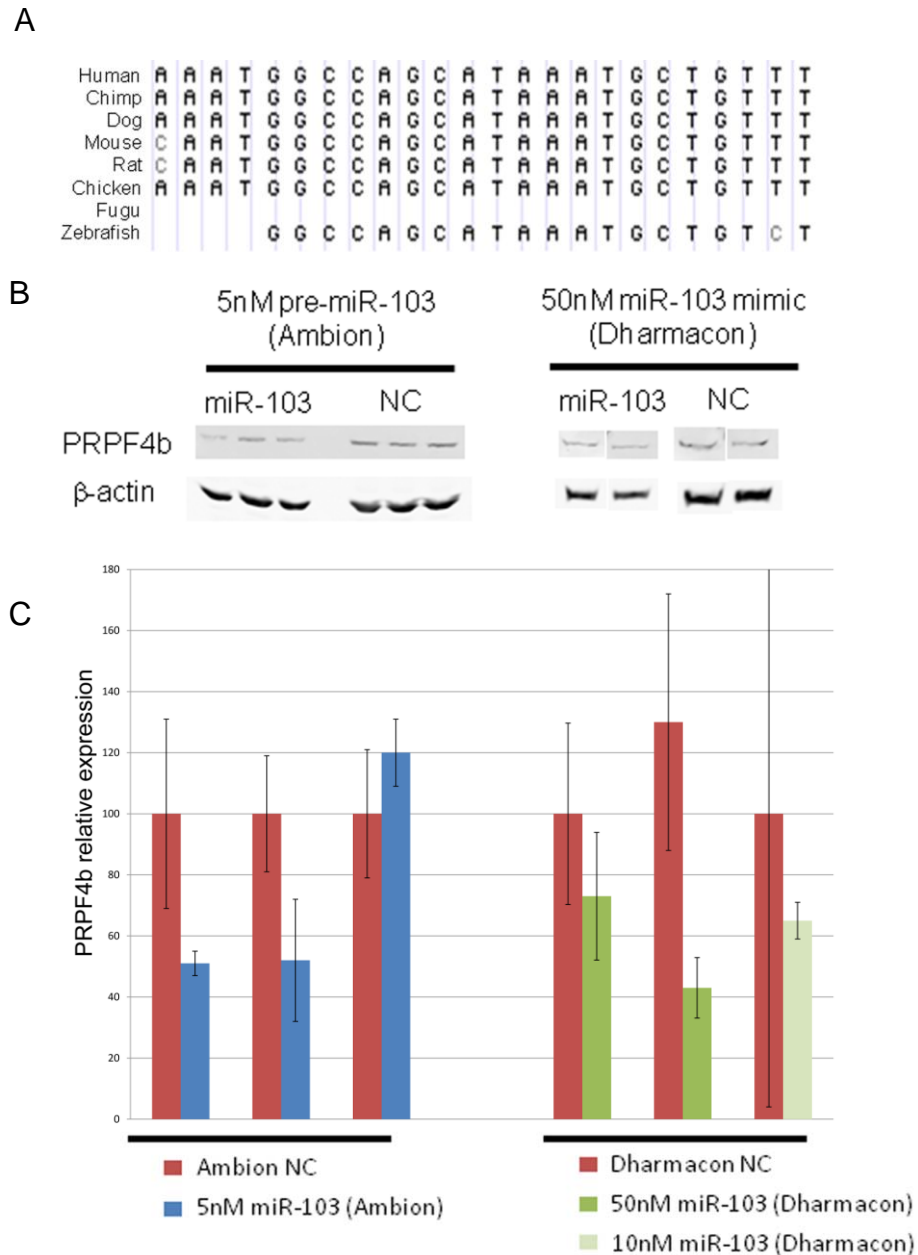 A
Human A A A T G G C C A G C A T A A A T G C T G T T T
Chimp A A A T G G C C A G C A T A A A T G C T G T T T
Dog A A A T G G C C A G C A T A A A T G C T G T T T
Mouse C A A T G G C C A G C A T A A A T G C T G T T T
Rat C A A T G G C C A G C A T A A A T G C T G T T T
Chicken A A A T G G C C A G C A T A A A T G C T G T T T
Fugu
Zebrafish G G C C A G C A T A A A T G C T G T C T
B
5nM pre-miR-103
(Ambion)
50nM miR-103 mimic
(Dharmacon)
miR-103 NC miR-103 NC
PRPF4b
β-actin
C
PRPF4b relative expression
180
160
140
120
100
80
60
40
20
0
Ambion NC
5nM miR-103 (Ambion)
Dharmacon NC
50nM miR-103 (Dharmacon)
10nM miR-103 (Dharmacon)